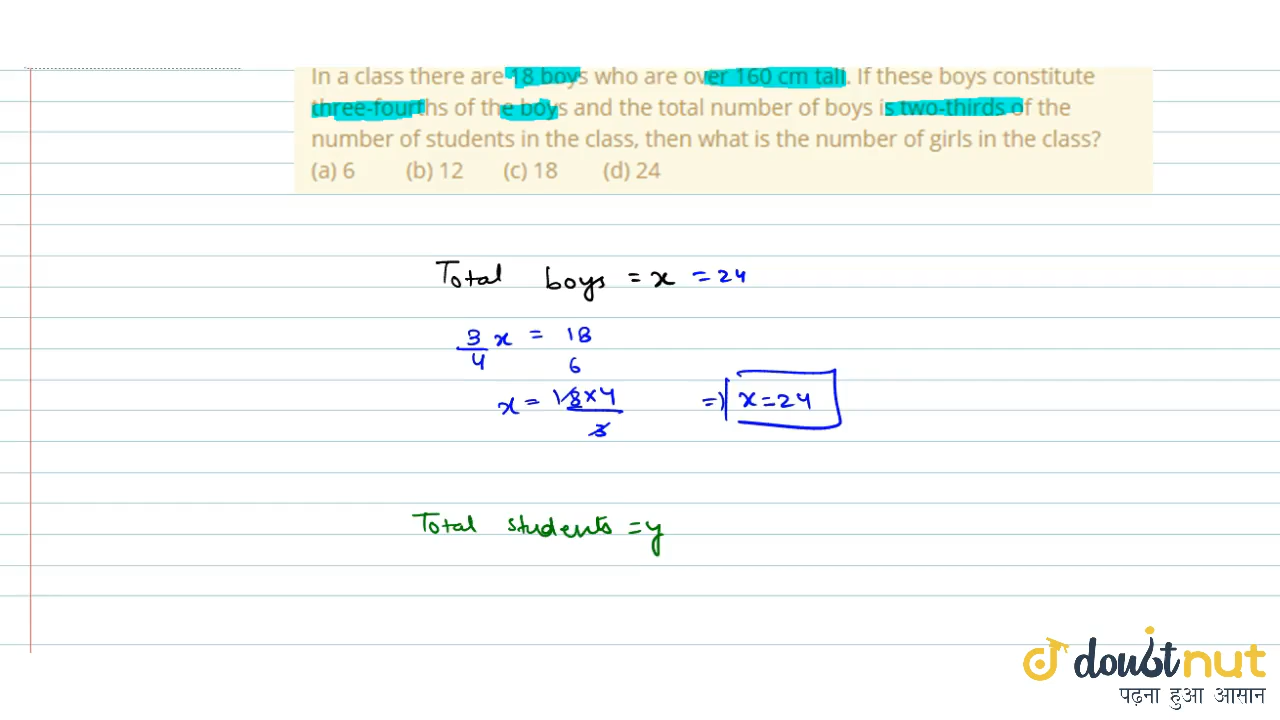 In a class there are 18 boys who are over 160 cm tall. If these boys constitute
three-fourths of the boys and the total number of boys is two-thirds of the
number of students in the class, then what is the number of girls in the class?
(a) 6 (b) 12 (c) 18 (d) 24
Total boys = x = 24
3/4 x = 18
6
x = 18 × 4 / 3 ⇒ x = 24
Total students = y
doubtnut
पढ़ना हुआ आसान